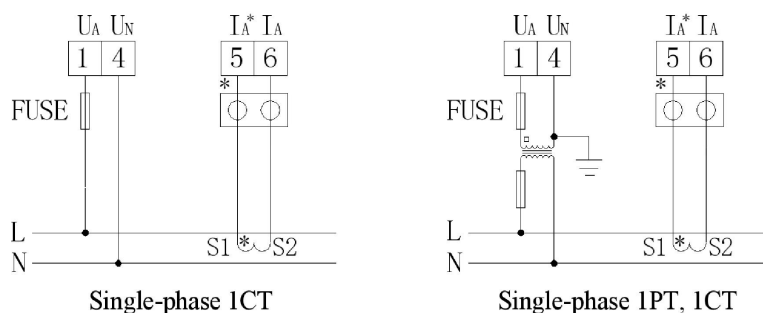 UA UN IA* IA
1 4 5 6
*
FUSE
L
S1 * S2
N
Single-phase 1CT
UA UN IA* IA
1 4 5 6
*
FUSE
L
S1 * S2
N
Single-phase 1PT, 1CT